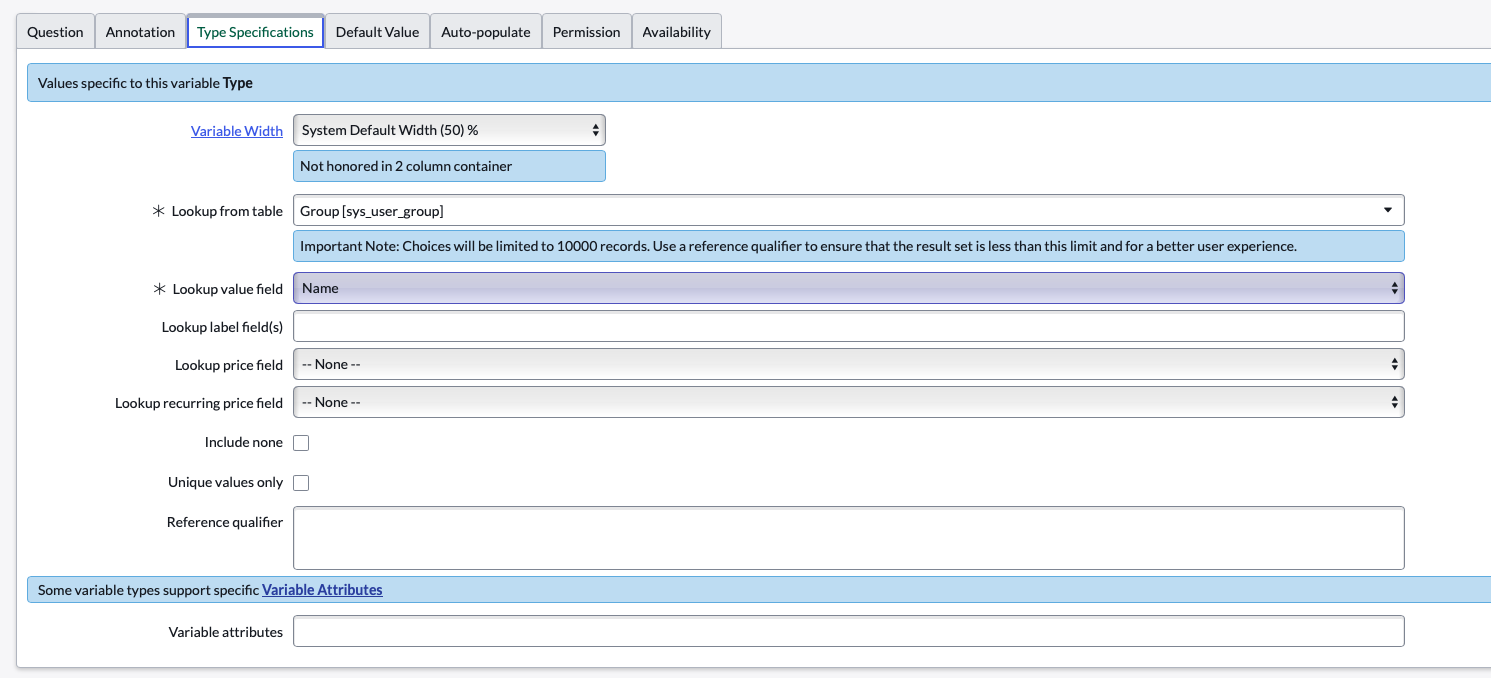 Question Annotation Type Specifications Default Value Auto-populate Permission Availability
Values specific to this variable Type
Variable Width System Default Width (50) %
Not honored in 2 column container
Lookup from table Group [sys_user_group]
Important Note: Choices will be limited to 10000 records. Use a reference qualifier to ensure that the result set is less than this limit and for a better user experience.
Lookup value field Name
Lookup label field(s)
Lookup price field -- None --
Lookup recurring price field -- None --
Include none
Unique values only
Reference qualifier
Some variable types support specific Variable Attributes
Variable attributes